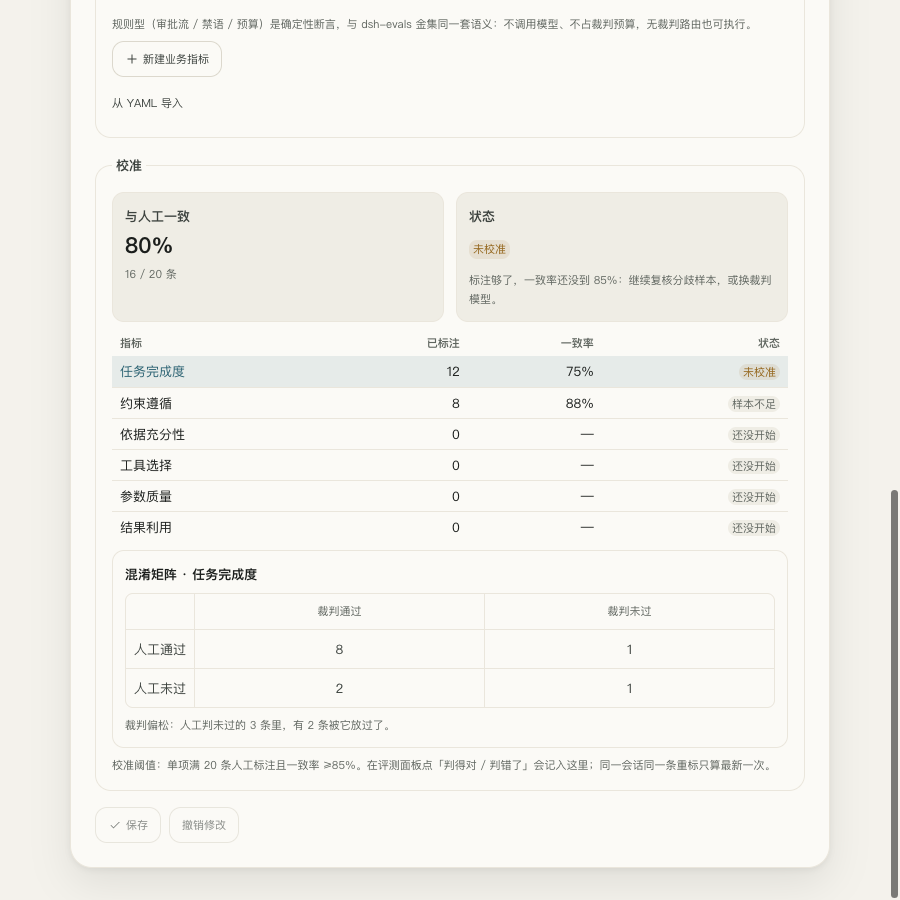 规则型（审批流 / 禁语 / 预算）是确定性断言，与 dsh-evals 金集同一套语义：不调用模型、不占裁判预算，无裁判路由也可执行。
新建业务指标
从 YAML 导入
校准
与人工一致
80%
16 / 20 条
状态
未校准
标注够了，一致率还没到 85%：继续复核分歧样本，或换裁判
模型。
指标 已标注 一致率 状态
任务完成度 12 75% 未校准
约束遵循 8 88% 样本不足
依据充分性 0 — 还没开始
工具选择 0 — 还没开始
参数质量 0 — 还没开始
结果利用 0 — 还没开始
混淆矩阵 · 任务完成度
裁判通过 裁判未过
人工通过 8 1
人工未过 2 1
裁判偏松：人工判未过的 3 条里，有 2 条被它放过了。
校准阈值：单项满 20 条人工标注且一致率 ≥85%。在评测面板点「判得对 / 判错了」会记入这里；同一会话同一条重标只算最新一次。
保存 撤销修改